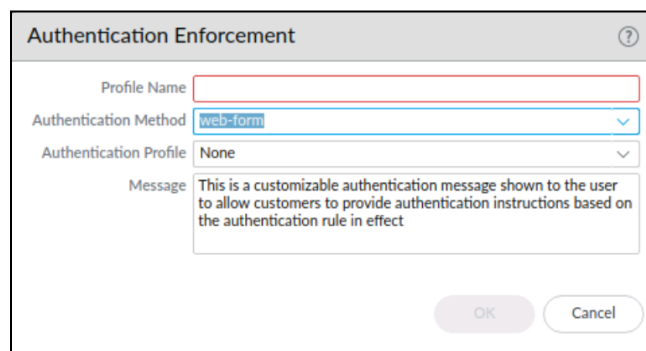 Authentication Enforcement ?
Profile Name
Authentication Method web-form
Authentication Profile None
Message This is a customizable authentication message shown to the user
to allow customers to provide authentication instructions based on
the authentication rule in effect
OK Cancel